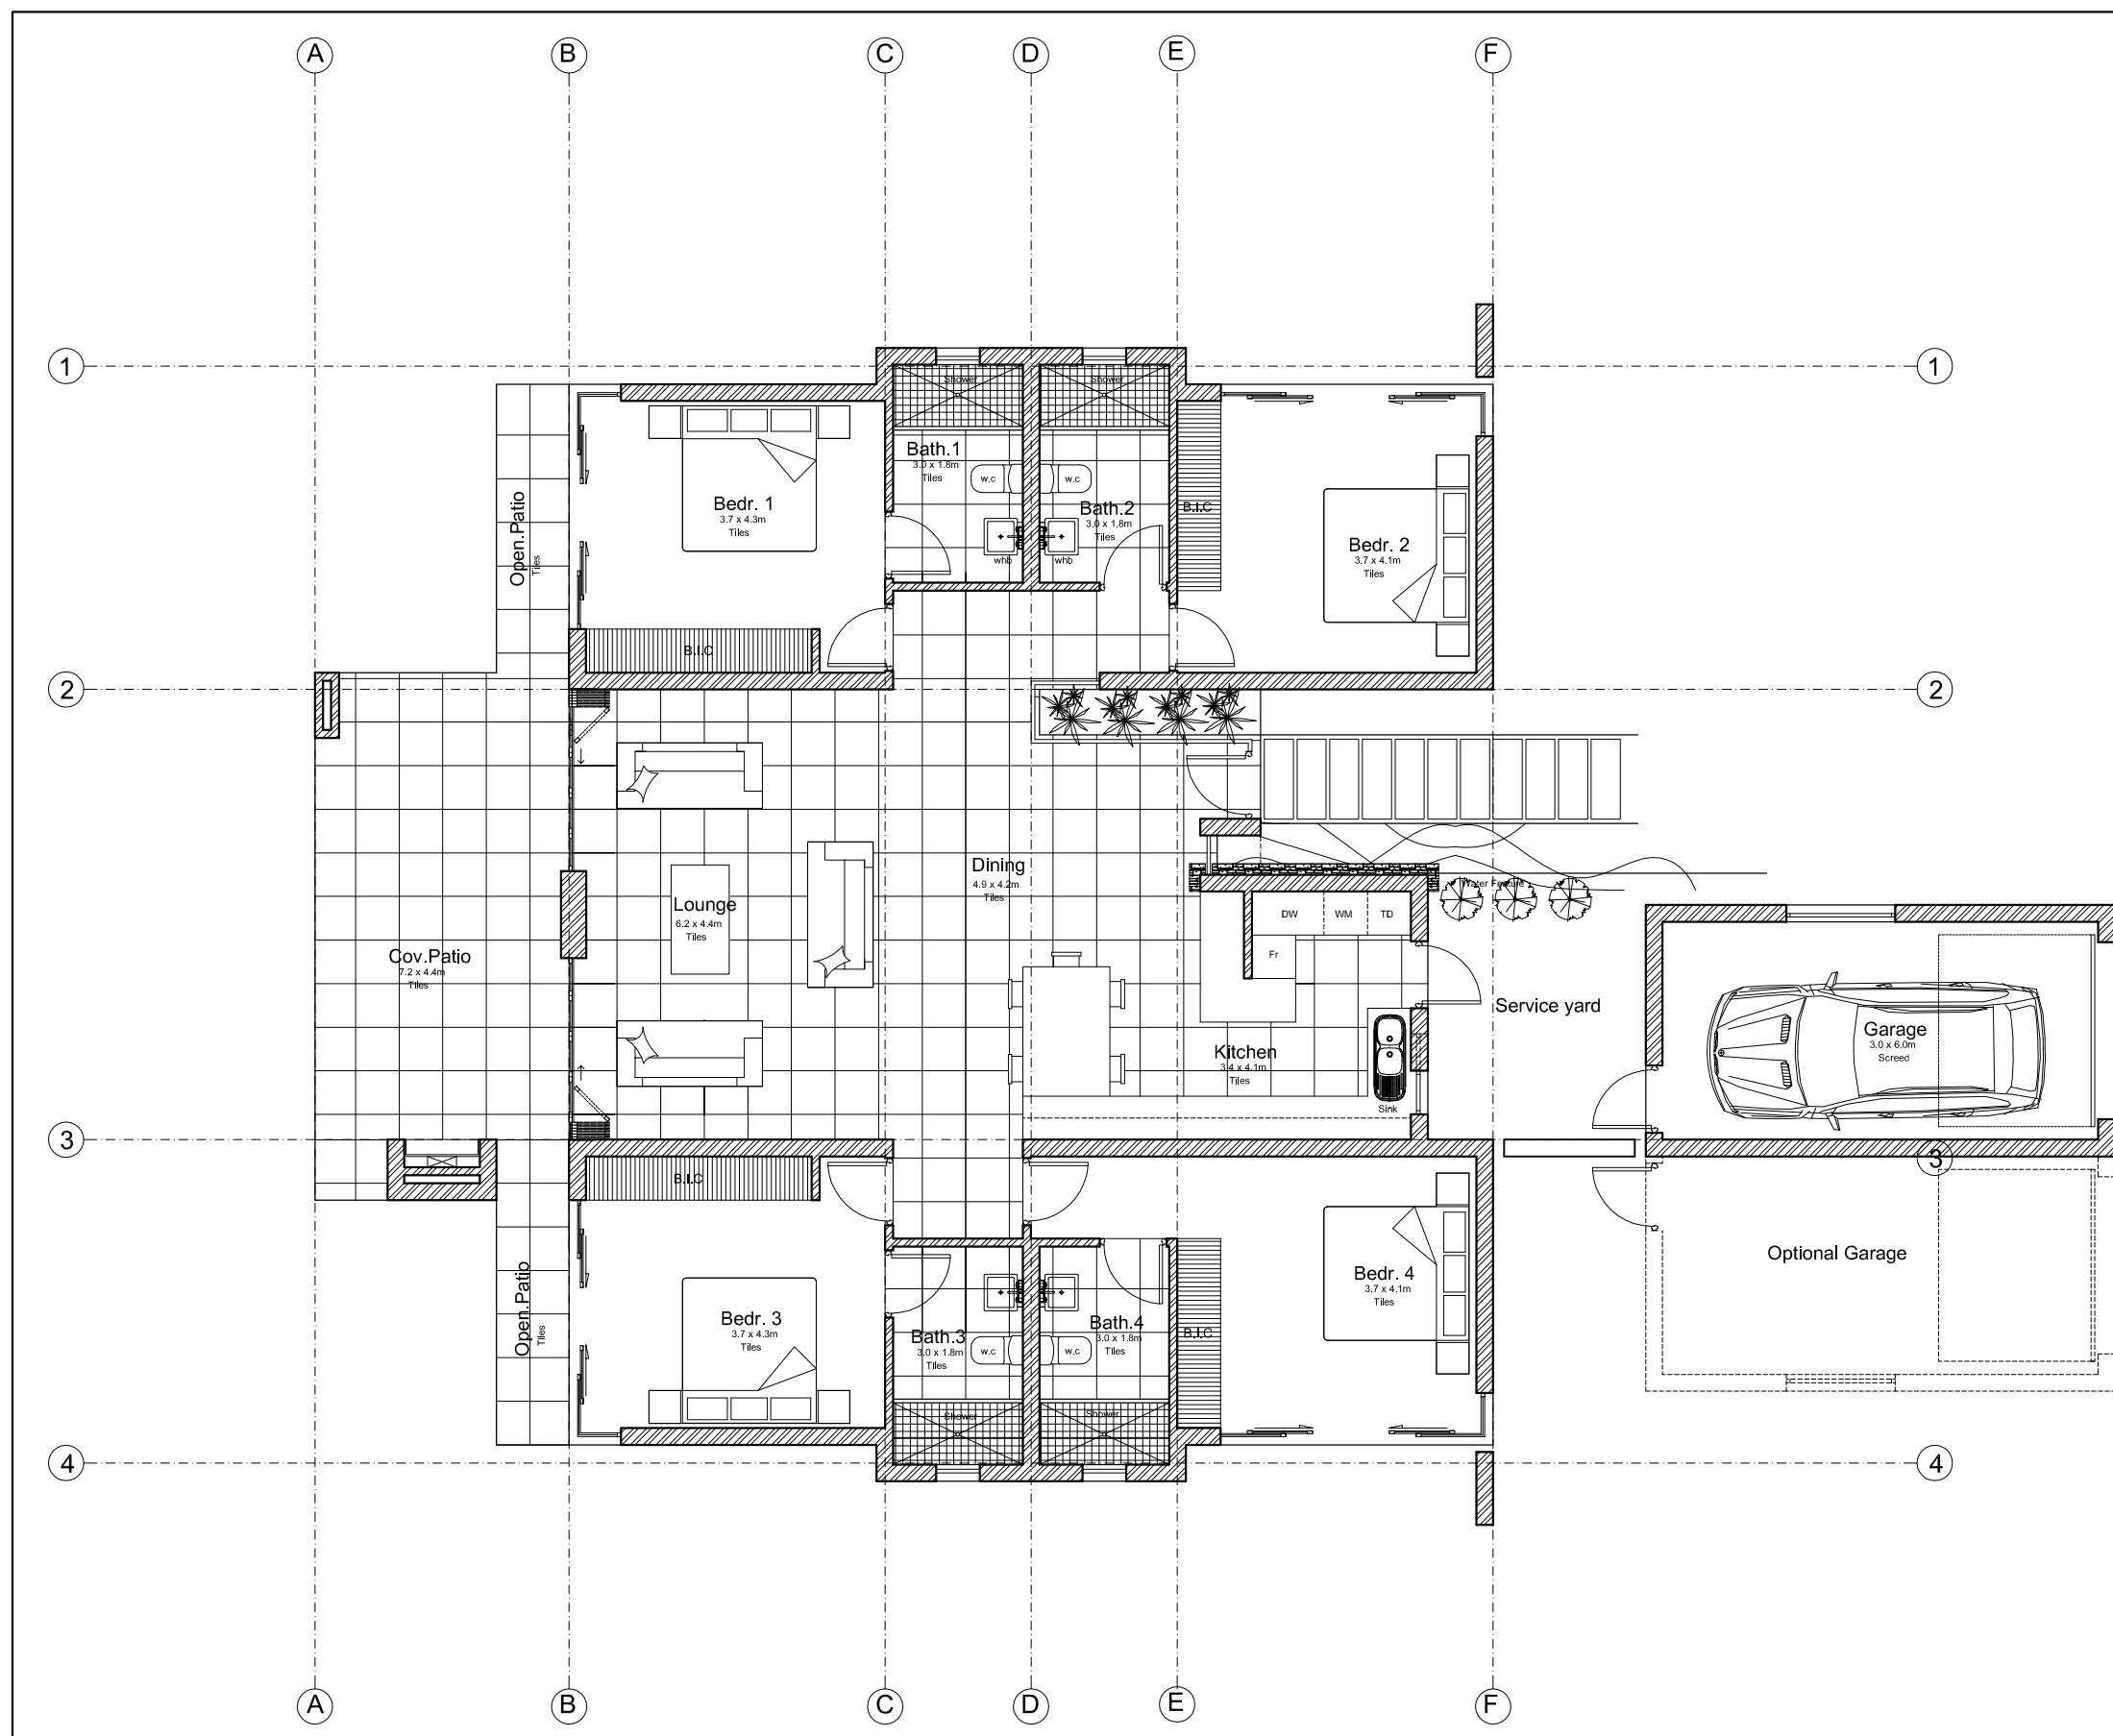 A
B
C
D
E
F
1
1
Shower
Shower
Bath.1
3.0 x 1.8m
Tiles
w.c
w.c
Bedr. 1
3.7 x 4.3m
Tiles
Open.Patio
Tiles
Bath.2
3.0 x 1.8m
Tiles
B.I.C
whb
whb
Bedr. 2
3.7 x 4.1m
Tiles
B.I.C
2
2
Dining
4.9 x 4.2m
Tiles
Water Feature
Lounge
6.2 x 4.4m
Tiles
DW
WM
TD
Fr
Cov.Patio
7.2 x 4.4m
Tiles
Service yard
Garage
3.0 x 6.0m
Screed
Kitchen
3.4 x 4.1m
Tiles
Sink
3
3
B.I.C
Optional Garage
Open.Patio
Tiles
Bedr. 3
3.7 x 4.3m
Tiles
Bath.3
3.0 x 1.8m
Tiles
w.c
w.c
Bath.4
3.0 x 1.8m
Tiles
B.I.C
Bedr. 4
3.7 x 4.1m
Tiles
Shower
Shower
4
4
A
B
C
D
E
F